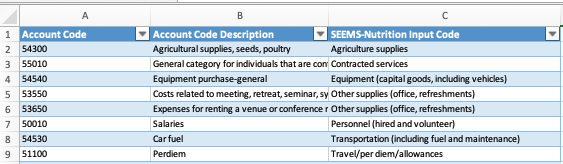 A B C
1 Account Code Account Code Description SEEMS-Nutrition Input Code
2 54300 Agricultural supplies, seeds, poultry Agriculture supplies
3 55010 General category for individuals that are con Contracted services
4 54540 Equipment purchase-general Equipment (capital goods, including vehicles)
5 53550 Costs related to meeting, retreat, seminar, sy Other supplies (office, refreshments)
6 53650 Expenses for renting a venue or conference r Other supplies (office, refreshments)
7 50010 Salaries Personnel (hired and volunteer)
8 54530 Car fuel Transportation (including fuel and maintenance)
9 51100 Perdiem Travel/per diem/allowances